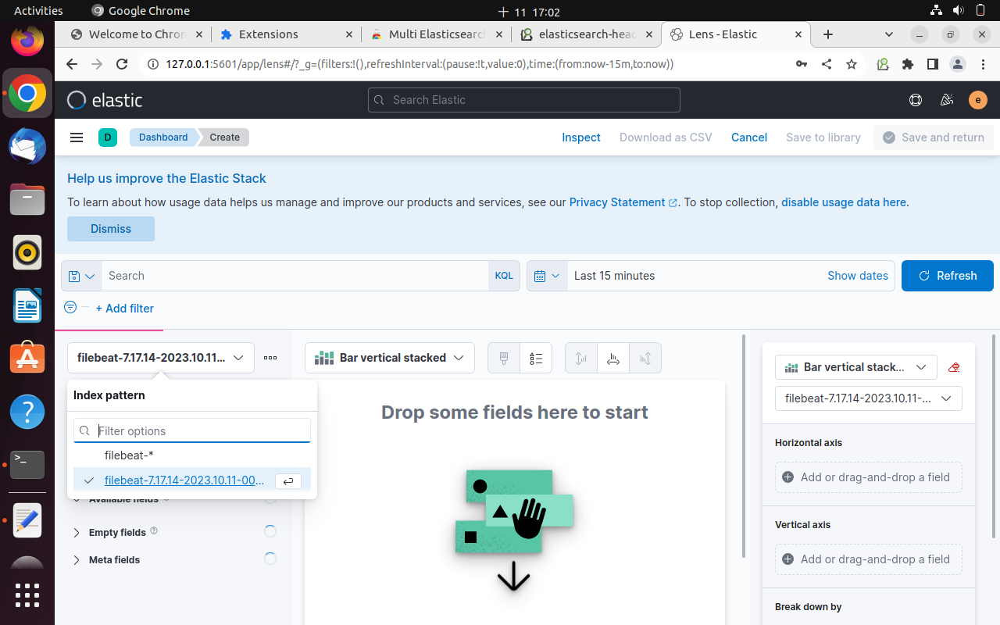 Activities
Google Chrome
11 17:02
Welcome to Chrom
Extensions
Multi Elasticsearch
elasticsearch-head
Lens - Elastic
127.0.0.1:5601/app/lens#/?_g=(filters:!(),refreshInterval:(pause:!t,value:0),time:(from:now-15m,to:now))
elastic
Search Elastic
e
D
Dashboard
Create
Inspect
Download as CSV
Cancel
Save to library
Save and return
Help us improve the Elastic Stack
To learn about how usage data helps us manage and improve our products and services, see our Privacy Statement. To stop collection, disable usage data here.
Dismiss
Search
KQL
Last 15 minutes
Show dates
Refresh
+ Add filter
filebeat-7.17.14-2023.10.11...
Index pattern
Filter options
filebeat-*
filebeat-7.17.14-2023.10.11-00...
Available fields
Empty fields
Meta fields
Bar vertical stacked
Drop some fields here to start
Bar vertical stack...
filebeat-7.17.14-2023.10.11-...
Horizontal axis
Add or drag-and-drop a field
Vertical axis
Add or drag-and-drop a field
Break down by